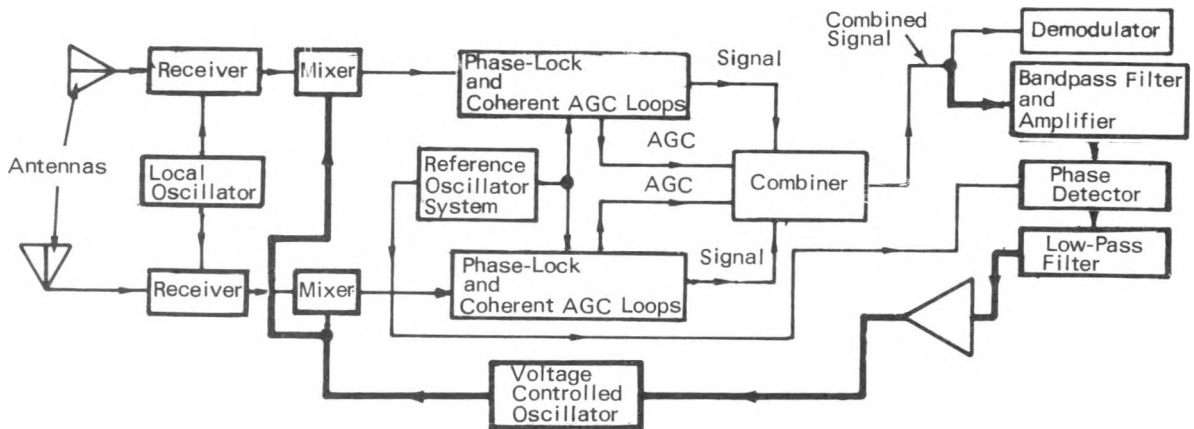 Antennas
Receiver
Mixer
Local
Oscillator
Receiver
Mixer
Phase-Lock
and
Coherent AGC Loops
Reference
Oscillator
System
Phase-Lock
and
Coherent AGC Loops
Signal
AGC
AGC
Signal
Combiner
Combined
Signal
Demodulator
Bandpass Filter
and
Amplifier
Phase
Detector
Low-Pass
Filter
Voltage
Controlled
Oscillator